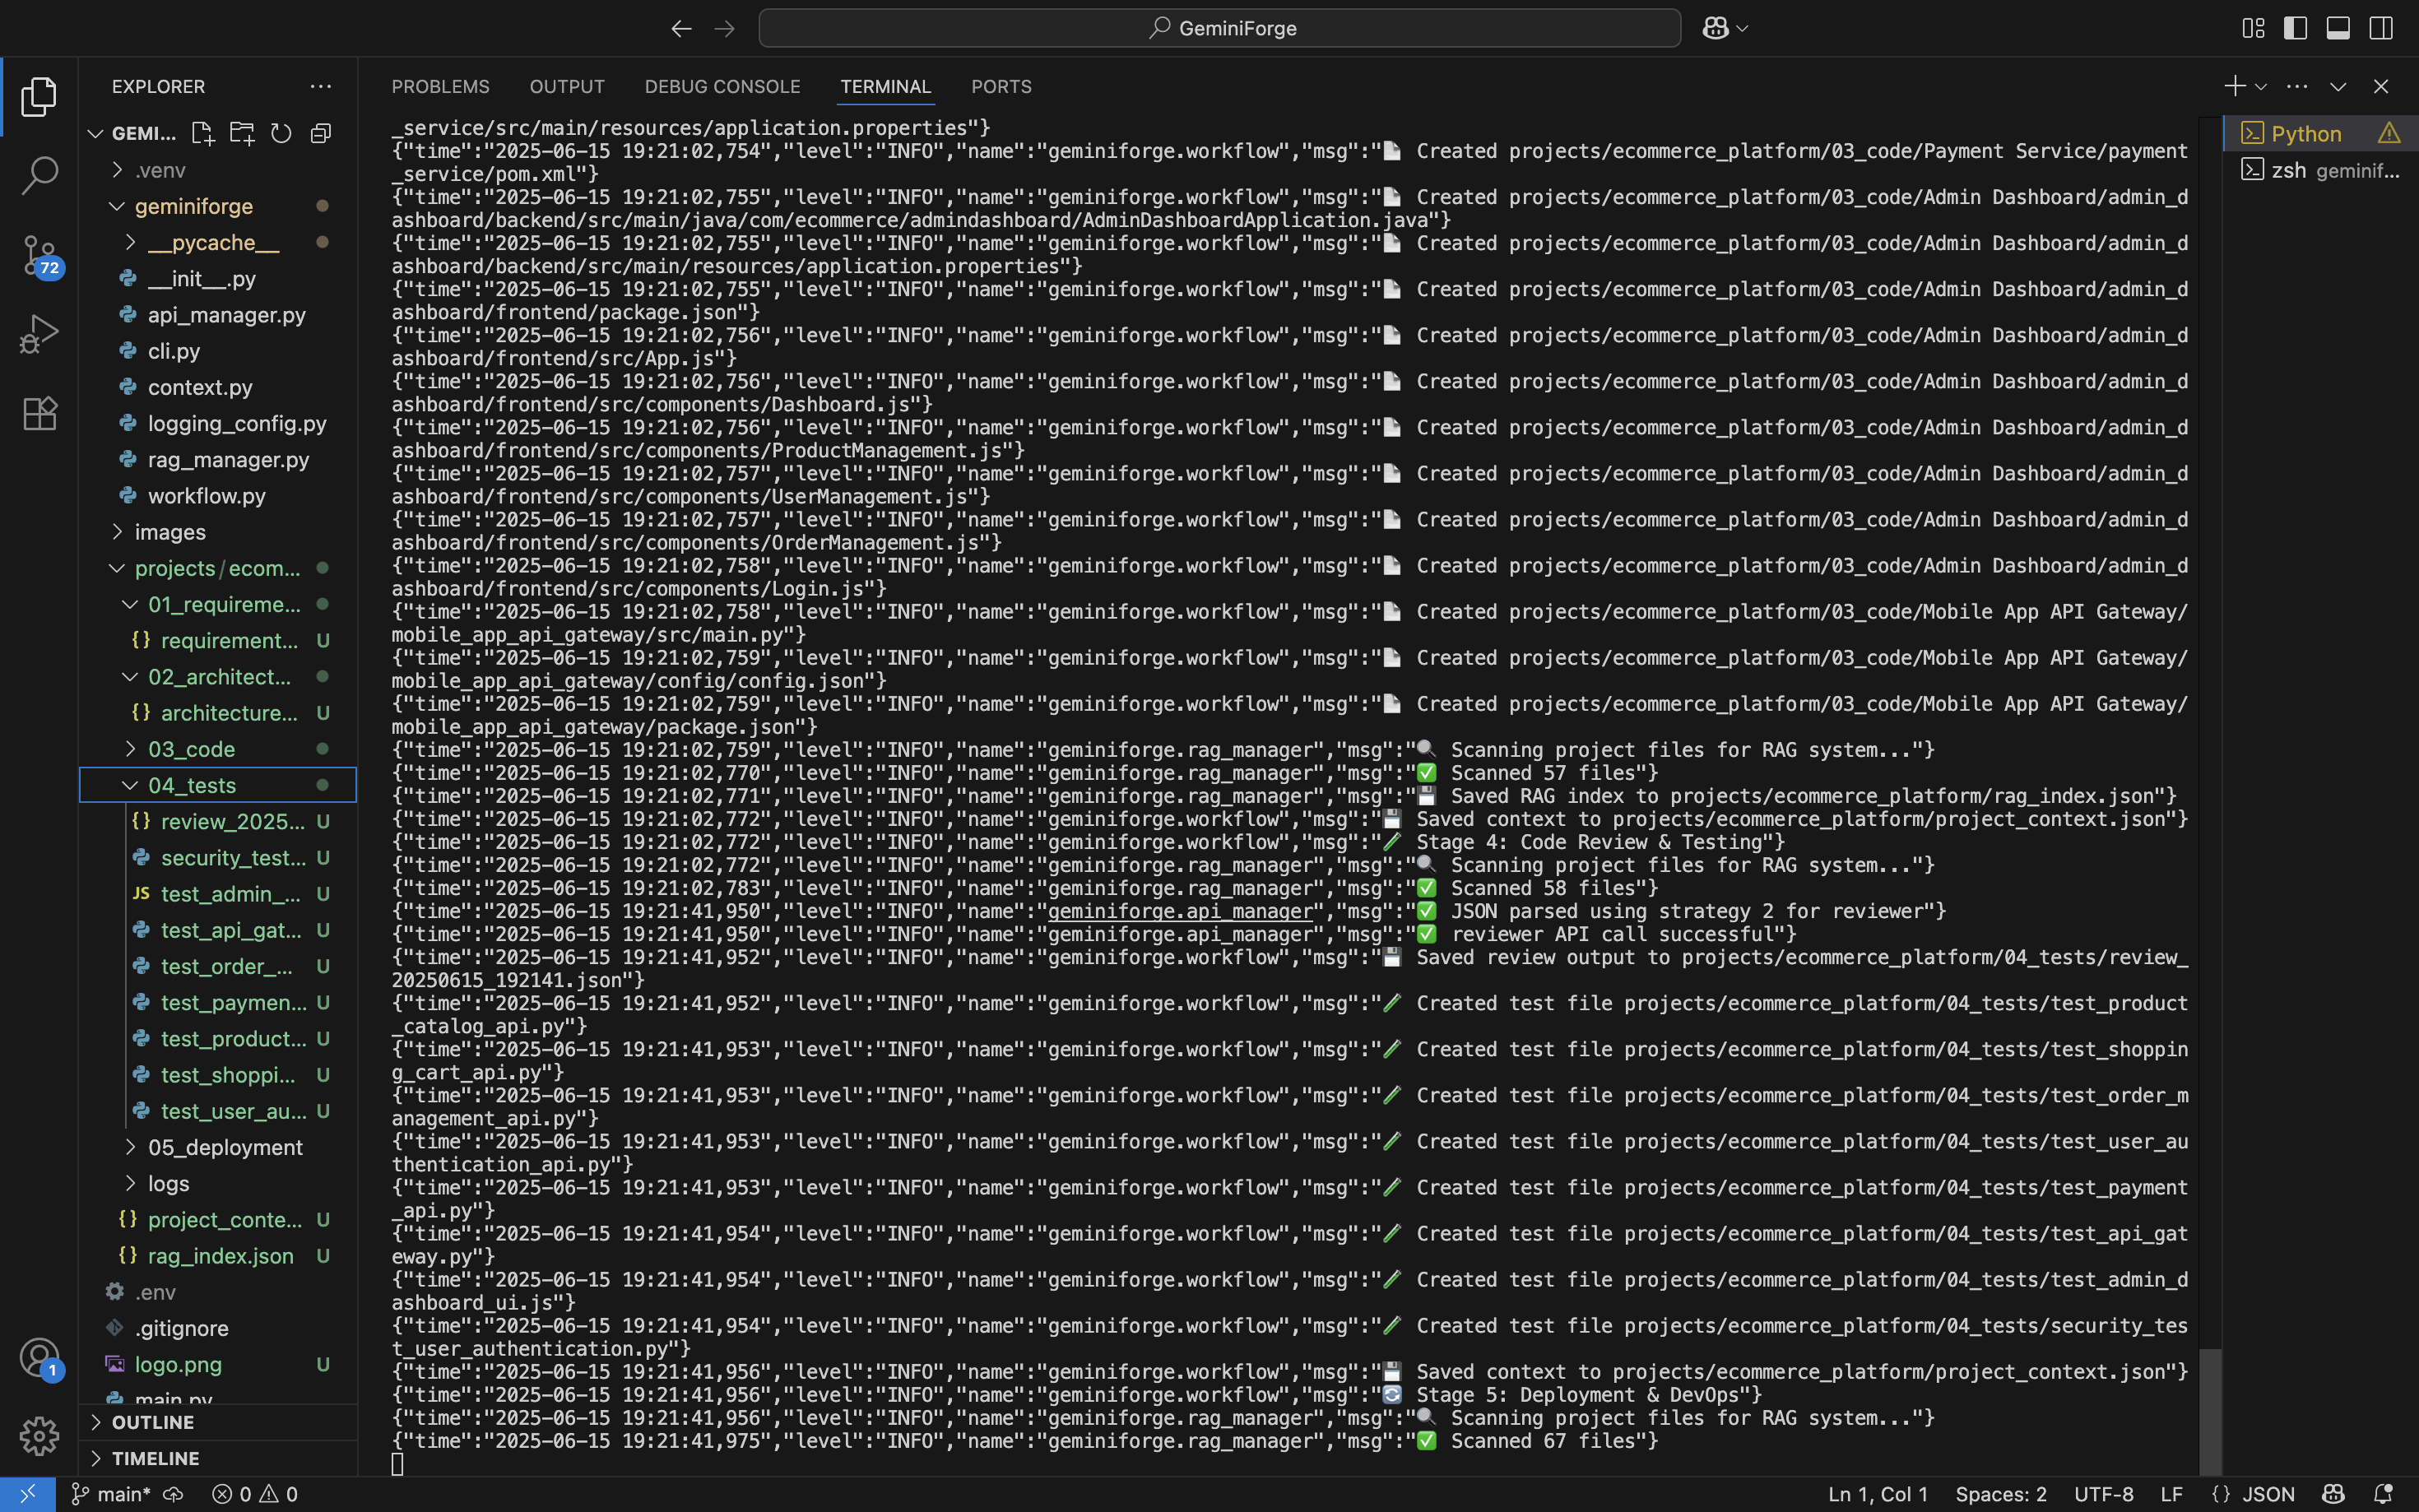 GeminiForge
EXPLORER
GEMI...
.venv
geminiforge
__pycache__
__init__.py
api_manager.py
cli.py
context.py
logging_config.py
rag_manager.py
workflow.py
images
projects/ecom...
01_requireme...
{} requirement... U
02_architect...
{} architecture... U
03_code
04_tests
{} review_2025... U
security_test... U
JS test_admin_... U
test_api_gat... U
test_order_... U
test_paymen... U
test_product... U
test_shoppi... U
test_user_au... U
05_deployment
logs
{} project_conte... U
{} rag_index.json U
.env
.gitignore
logo.png U
main.py
OUTLINE
TIMELINE
72
1
PROBLEMS OUTPUT DEBUG CONSOLE TERMINAL PORTS
_service/src/main/resources/application.properties"}
{"time":"2025-06-15 19:21:02,754","level":"INFO","name":"geminiforge.workflow","msg":"📄 Created projects/ecommerce_platform/03_code/Payment Service/payment
_service/pom.xml"}
{"time":"2025-06-15 19:21:02,755","level":"INFO","name":"geminiforge.workflow","msg":"📄 Created projects/ecommerce_platform/03_code/Admin Dashboard/admin_d
ashboard/backend/src/main/java/com/ecommerce/admindashboard/AdminDashboardApplication.java"}
{"time":"2025-06-15 19:21:02,755","level":"INFO","name":"geminiforge.workflow","msg":"📄 Created projects/ecommerce_platform/03_code/Admin Dashboard/admin_d
ashboard/backend/src/main/resources/application.properties"}
{"time":"2025-06-15 19:21:02,755","level":"INFO","name":"geminiforge.workflow","msg":"📄 Created projects/ecommerce_platform/03_code/Admin Dashboard/admin_d
ashboard/frontend/package.json"}
{"time":"2025-06-15 19:21:02,756","level":"INFO","name":"geminiforge.workflow","msg":"📄 Created projects/ecommerce_platform/03_code/Admin Dashboard/admin_d
ashboard/frontend/src/App.js"}
{"time":"2025-06-15 19:21:02,756","level":"INFO","name":"geminiforge.workflow","msg":"📄 Created projects/ecommerce_platform/03_code/Admin Dashboard/admin_d
ashboard/frontend/src/components/Dashboard.js"}
{"time":"2025-06-15 19:21:02,756","level":"INFO","name":"geminiforge.workflow","msg":"📄 Created projects/ecommerce_platform/03_code/Admin Dashboard/admin_d
ashboard/frontend/src/components/ProductManagement.js"}
{"time":"2025-06-15 19:21:02,757","level":"INFO","name":"geminiforge.workflow","msg":"📄 Created projects/ecommerce_platform/03_code/Admin Dashboard/admin_d
ashboard/frontend/src/components/UserManagement.js"}
{"time":"2025-06-15 19:21:02,757","level":"INFO","name":"geminiforge.workflow","msg":"📄 Created projects/ecommerce_platform/03_code/Admin Dashboard/admin_d
ashboard/frontend/src/components/OrderManagement.js"}
{"time":"2025-06-15 19:21:02,758","level":"INFO","name":"geminiforge.workflow","msg":"📄 Created projects/ecommerce_platform/03_code/Admin Dashboard/admin_d
ashboard/frontend/src/components/Login.js"}
{"time":"2025-06-15 19:21:02,758","level":"INFO","name":"geminiforge.workflow","msg":"📄 Created projects/ecommerce_platform/03_code/Mobile App API Gateway/
mobile_app_api_gateway/src/main.py"}
{"time":"2025-06-15 19:21:02,759","level":"INFO","name":"geminiforge.workflow","msg":"📄 Created projects/ecommerce_platform/03_code/Mobile App API Gateway/
mobile_app_api_gateway/config/config.json"}
{"time":"2025-06-15 19:21:02,759","level":"INFO","name":"geminiforge.workflow","msg":"📄 Created projects/ecommerce_platform/03_code/Mobile App API Gateway/
mobile_app_api_gateway/package.json"}
{"time":"2025-06-15 19:21:02,759","level":"INFO","name":"geminiforge.rag_manager","msg":"🔍 Scanning project files for RAG system..."}
{"time":"2025-06-15 19:21:02,770","level":"INFO","name":"geminiforge.rag_manager","msg":"✅ Scanned 57 files"}
{"time":"2025-06-15 19:21:02,771","level":"INFO","name":"geminiforge.rag_manager","msg":"💾 Saved RAG index to projects/ecommerce_platform/rag_index.json"}
{"time":"2025-06-15 19:21:02,772","level":"INFO","name":"geminiforge.workflow","msg":"💾 Saved context to projects/ecommerce_platform/project_context.json"}
{"time":"2025-06-15 19:21:02,772","level":"INFO","name":"geminiforge.workflow","msg":"🧪 Stage 4: Code Review & Testing"}
{"time":"2025-06-15 19:21:02,772","level":"INFO","name":"geminiforge.rag_manager","msg":"🔍 Scanning project files for RAG system..."}
{"time":"2025-06-15 19:21:02,783","level":"INFO","name":"geminiforge.rag_manager","msg":"✅ Scanned 58 files"}
{"time":"2025-06-15 19:21:41,950","level":"INFO","name":"geminiforge.api_manager","msg":"✅ JSON parsed using strategy 2 for reviewer"}
{"time":"2025-06-15 19:21:41,950","level":"INFO","name":"geminiforge.api_manager","msg":"✅ reviewer API call successful"}
{"time":"2025-06-15 19:21:41,952","level":"INFO","name":"geminiforge.workflow","msg":"💾 Saved review output to projects/ecommerce_platform/04_tests/review_
20250615_192141.json"}
{"time":"2025-06-15 19:21:41,952","level":"INFO","name":"geminiforge.workflow","msg":"🧪 Created test file projects/ecommerce_platform/04_tests/test_product
_catalog_api.py"}
{"time":"2025-06-15 19:21:41,953","level":"INFO","name":"geminiforge.workflow","msg":"🧪 Created test file projects/ecommerce_platform/04_tests/test_shoppin
g_cart_api.py"}
{"time":"2025-06-15 19:21:41,953","level":"INFO","name":"geminiforge.workflow","msg":"🧪 Created test file projects/ecommerce_platform/04_tests/test_order_m
anagement_api.py"}
{"time":"2025-06-15 19:21:41,953","level":"INFO","name":"geminiforge.workflow","msg":"🧪 Created test file projects/ecommerce_platform/04_tests/test_user_au
thentication_api.py"}
{"time":"2025-06-15 19:21:41,953","level":"INFO","name":"geminiforge.workflow","msg":"🧪 Created test file projects/ecommerce_platform/04_tests/test_payment
_api.py"}
{"time":"2025-06-15 19:21:41,954","level":"INFO","name":"geminiforge.workflow","msg":"🧪 Created test file projects/ecommerce_platform/04_tests/test_api_gat
eway.py"}
{"time":"2025-06-15 19:21:41,954","level":"INFO","name":"geminiforge.workflow","msg":"🧪 Created test file projects/ecommerce_platform/04_tests/test_admin_d
ashboard_ui.js"}
{"time":"2025-06-15 19:21:41,954","level":"INFO","name":"geminiforge.workflow","msg":"🧪 Created test file projects/ecommerce_platform/04_tests/security_tes
t_user_authentication.py"}
{"time":"2025-06-15 19:21:41,956","level":"INFO","name":"geminiforge.workflow","msg":"💾 Saved context to projects/ecommerce_platform/project_context.json"}
{"time":"2025-06-15 19:21:41,956","level":"INFO","name":"geminiforge.workflow","msg":"🔄 Stage 5: Deployment & DevOps"}
{"time":"2025-06-15 19:21:41,956","level":"INFO","name":"geminiforge.rag_manager","msg":"🔍 Scanning project files for RAG system..."}
{"time":"2025-06-15 19:21:41,975","level":"INFO","name":"geminiforge.rag_manager","msg":"✅ Scanned 67 files"}
Python
zsh geminif...
main* 0 0 Ln 1, Col 1 Spaces: 2 UTF-8 LF {} JSON